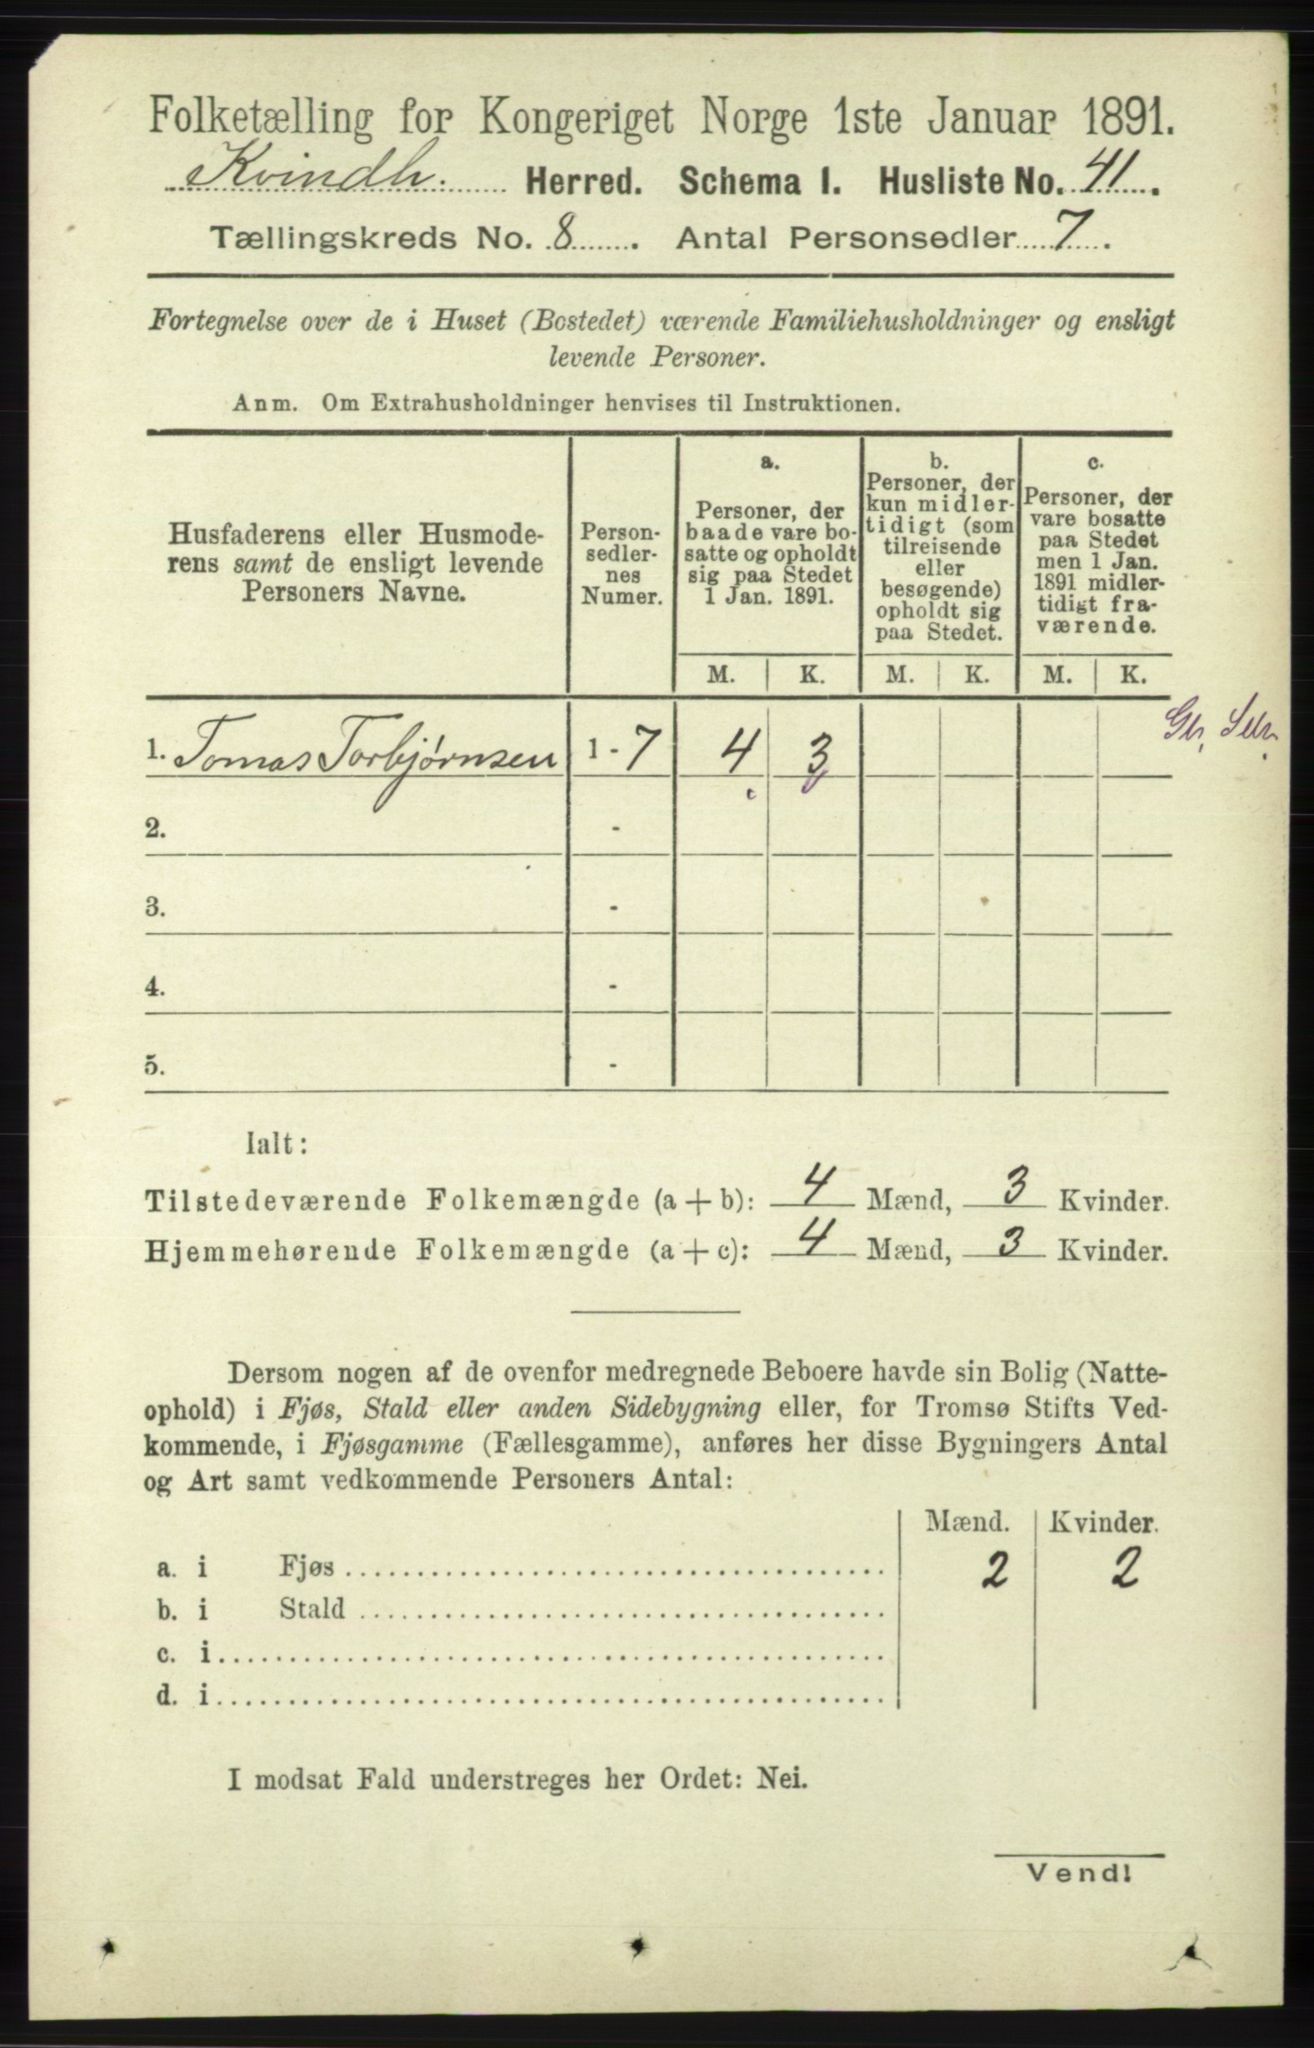 Folketælling for Kongeriget Norge 1ste Januar 1891.
Kvindh. Herred. Schema I. Husliste No. 41.
Tællingskreds No. 8. Antal Personsedler 7.
Fortegnelse over de i Huset (Bostedet) værende Familiehusholdninger og ensligt
levende Personer.
Anm. Om Extrahusholdninger henvises til Instruktionen.
Husfaderens eller Husmode-
rens samt de ensligt levende
Personers Navne.
Person-
sedler-
nes
Numer.
a.
Personer, der
baade vare bo-
satte og opholdt
sig paa Stedet
1 Jan. 1891.
b.
Personer, der
kun midler-
tidigt (som
tilreisende
eller
besøgende)
opholdt sig
paa Stedet.
c.
Personer, der
vare bosatte
paa Stedet
men 1 Jan.
1891 midler-
tidigt fra-
værende.
M. K. M. K. M. K.
1. Tomas Torbjørnsen 1 - 7 4 3
2. -
3. -
4. -
5. -
Ialt:
Tilstedeværende Folkemængde (a + b): 4 Mænd, 3 Kvinder.
Hjemmehørende Folkemængde (a + c): 4 Mænd, 3 Kvinder.
Dersom nogen af de ovenfor medregnede Beboere havde sin Bolig (Natte-
ophold) i Fjøs, Stald eller anden Sidebygning eller, for Tromsø Stifts Ved-
kommende, i Fjøsgamme (Fællesgamme), anføres her disse Bygningers Antal
og Art samt vedkommende Personers Antal:
Mænd. Kvinder.
a. i Fjøs 2 2
b. i Stald
c. i
d. i
I modsat Fald understreges her Ordet: Nei.
Vend!